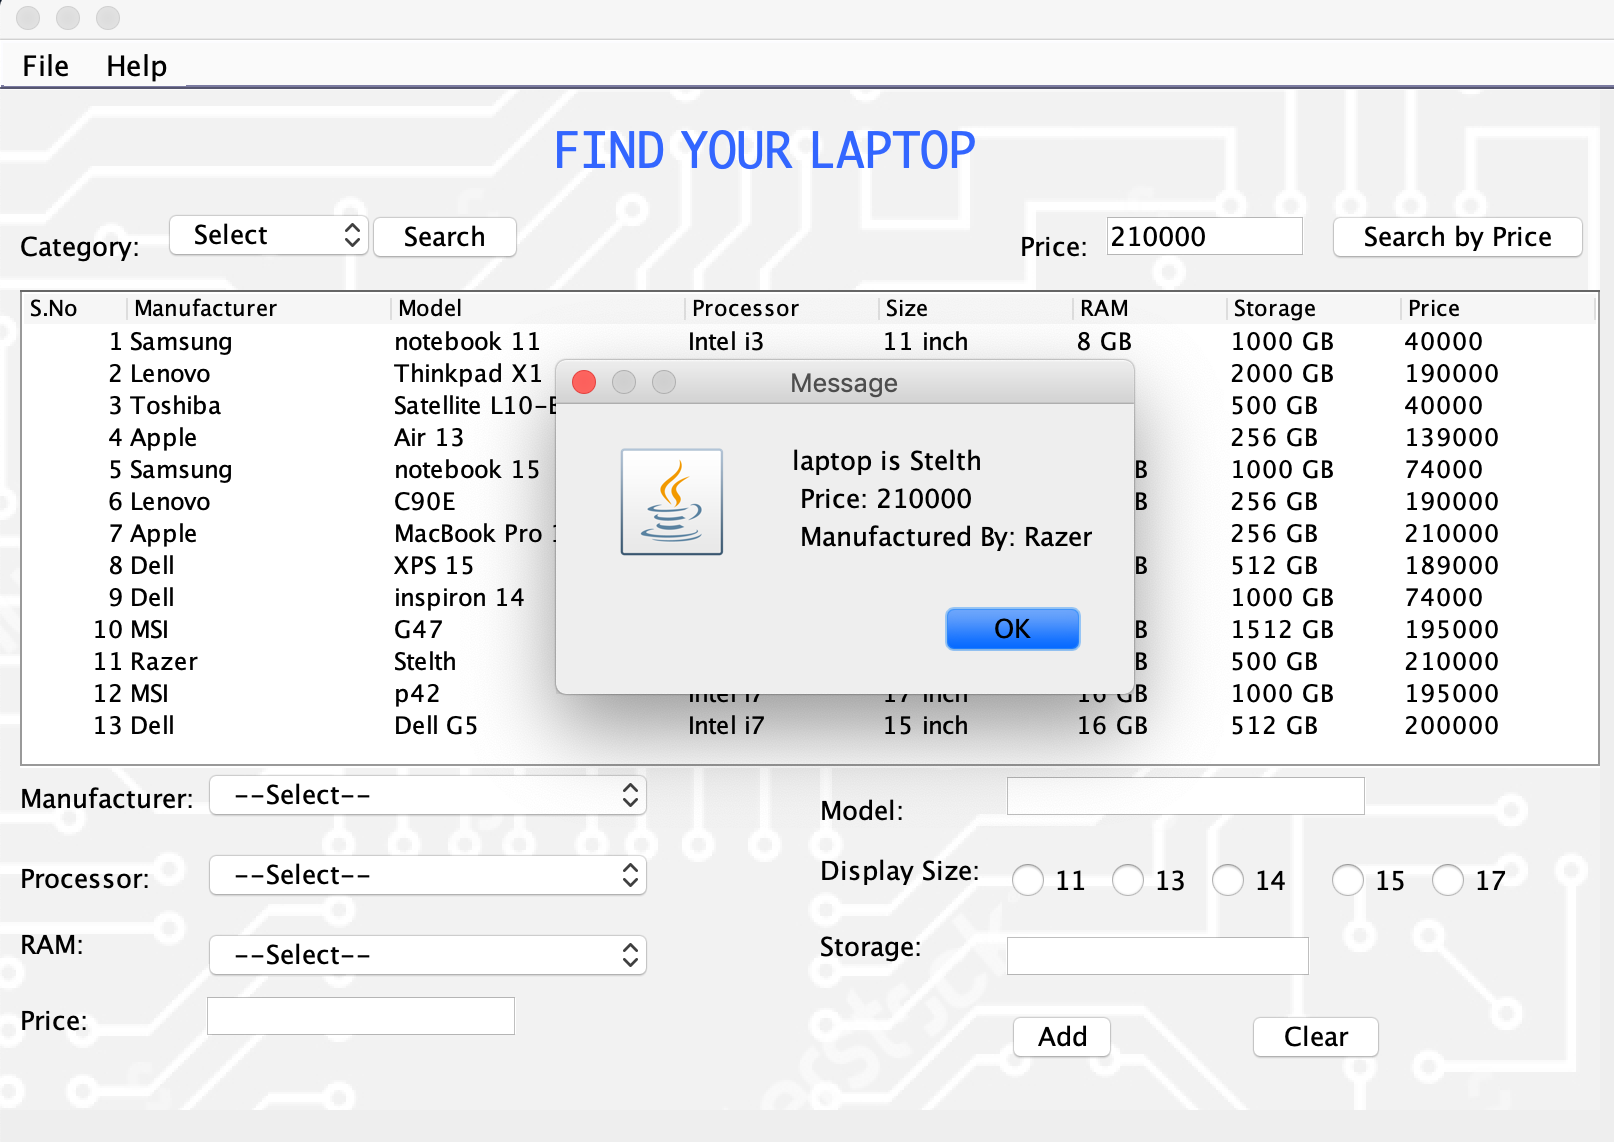 File Help
FIND YOUR LAPTOP
Category: Select Search Price: 210000 Search by Price
S.No Manufacturer Model Processor Size RAM Storage Price
1 Samsung notebook 11 Intel i3 11 inch 8 GB 1000 GB 40000
2 Lenovo Thinkpad X1 2000 GB 190000
3 Toshiba Satellite 500 GB 40000
4 Apple Air 13 256 GB 139000
5 Samsung notebook 15 1000 GB 74000
6 Lenovo C90E 256 GB 190000
7 Apple MacBook Pro 256 GB 210000
8 Dell XPS 15 512 GB 189000
9 Dell inspiron 14 1000 GB 74000
10 MSI G47 1512 GB 195000
11 Razer Stelth 500 GB 210000
12 MSI p42 Intel i7 17 inch 16 GB 1000 GB 195000
13 Dell Dell G5 Intel i7 15 inch 16 GB 512 GB 200000
Message
laptop is Stelth
Price: 210000
Manufactured By: Razer
OK
Manufacturer: --Select-- Model:
Processor: --Select-- Display Size: 11 13 14 15 17
RAM: --Select-- Storage:
Price:
Add Clear